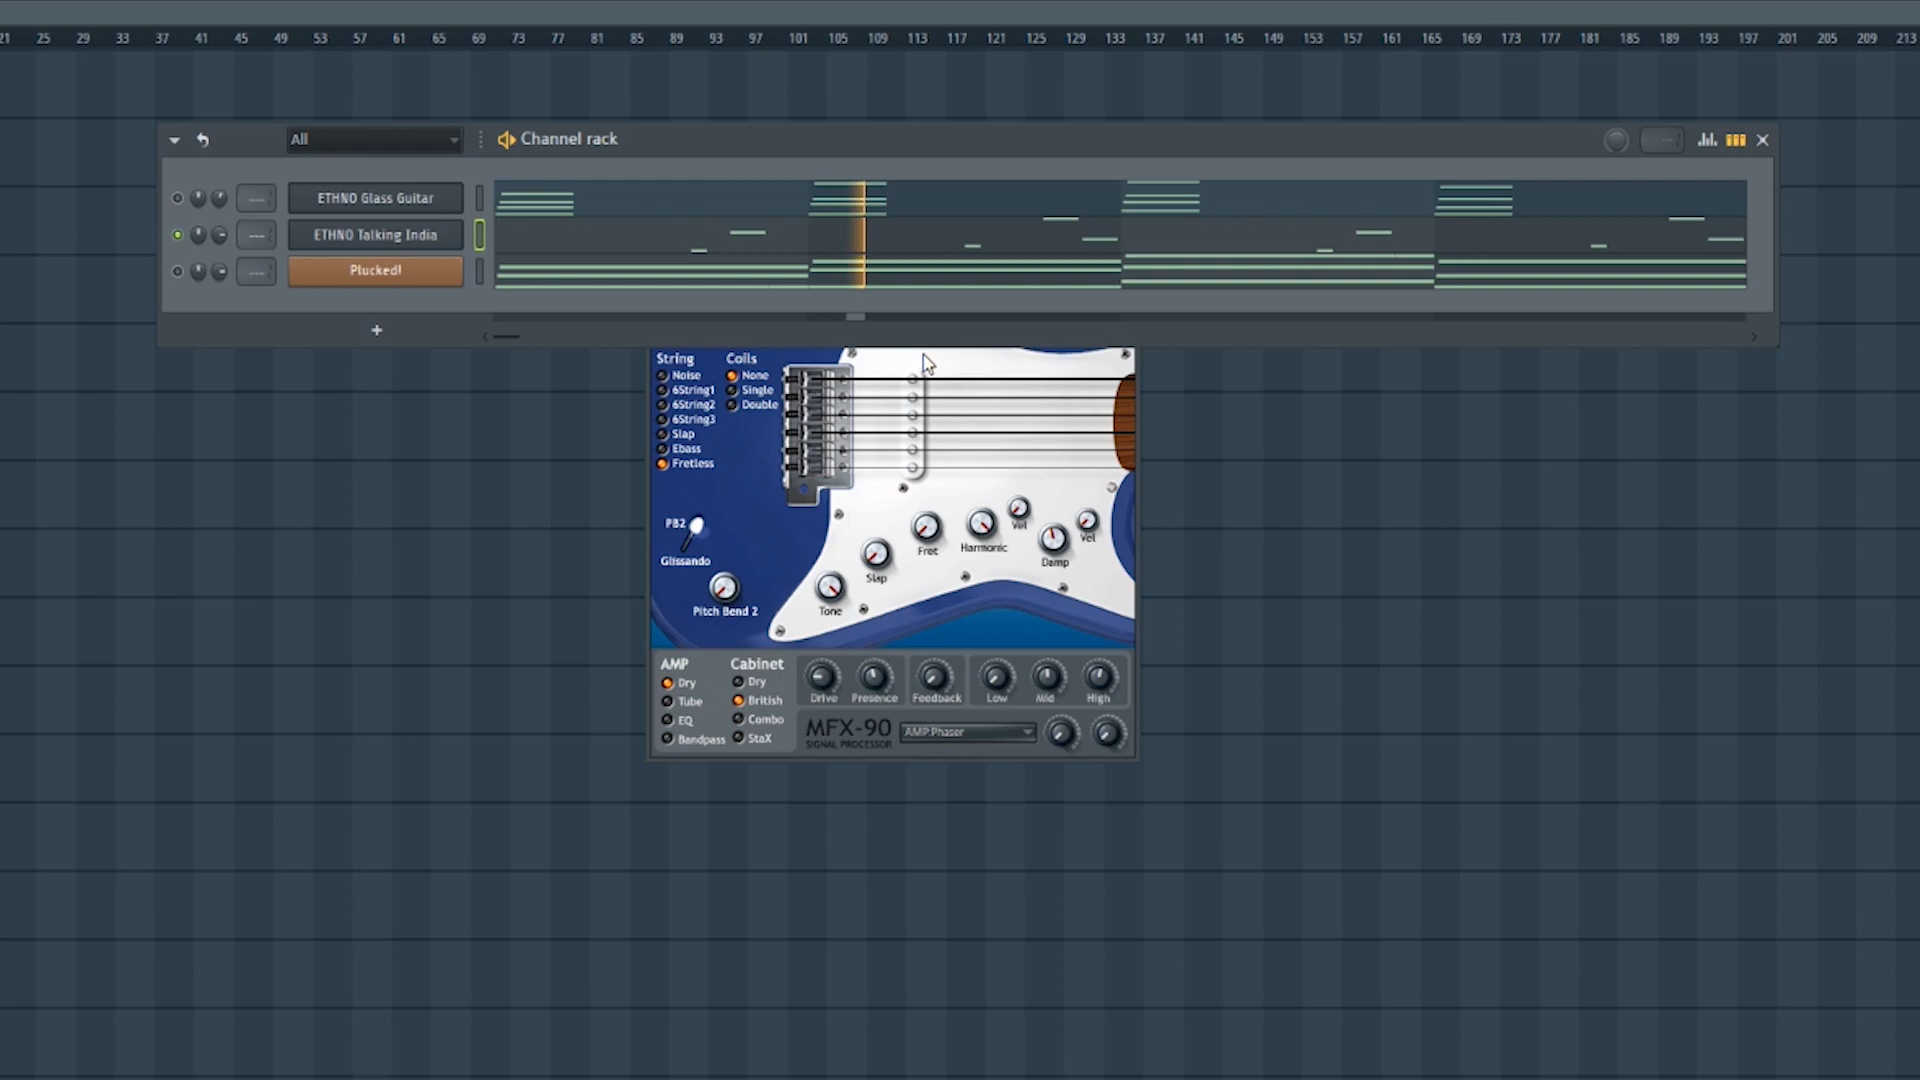 21 25 29 33 37 41 45 49 53 57 61 65 69 73 77 81 85 89 93 97 101 105 109 113 117 121 125 129 133 137 141 145 149 153 157 161 165 169 173 177 181 185 189 193 197 201 205 209 213
All Channel rack
ETHNO Glass Guitar
ETHNO Talking India
Plucked!
+
String Coils
Noise None
6String1 Single
6String2 Double
6String3
Slap
Ebass
Fretless
PB2
Glissando
Pitch Bend 2
Tone
Slap
Fret
Harmonic
Vel
Damp
Vel
AMP Cabinet
Dry Dry
Tube British
EQ Combo
Bandpass StaX
Drive Presence Feedback Low Mid High
MFX-90 AMP:Phaser
SIGNAL PROCESSOR